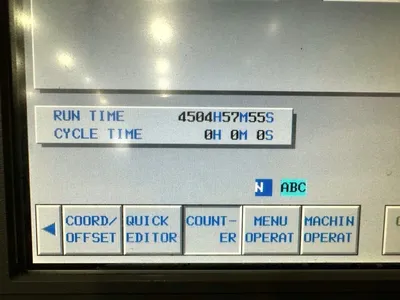 RUN TIME 4504H57M55S
CYCLE TIME 0H 0M 0S
N ABC
COORD/ QUICK COUNT- MENU MACHIN
OFFSET EDITOR ER OPERAT OPERAT